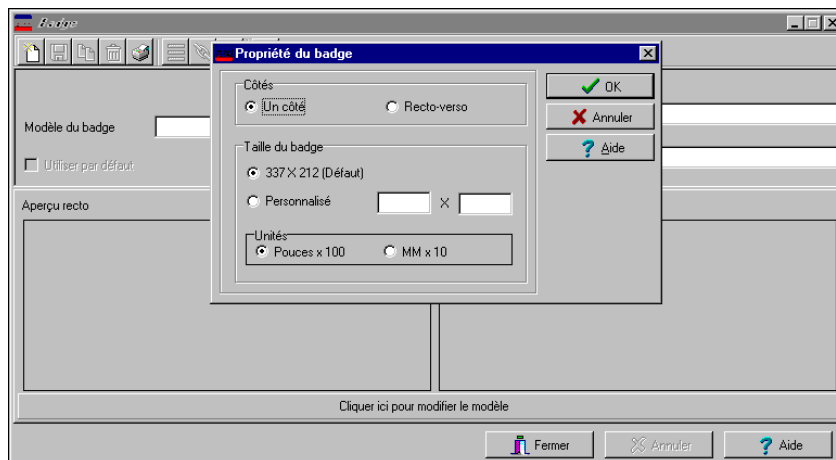 Badge
Propriété du badge
Côtés
Un côté
Recto-verso
OK
Annuler
Aide
Modèle du badge
Utiliser par défaut
Taille du badge
337 X 212 (Défaut)
Personnalisé X
Unités
Pouces x 100
MM x 10
Aperçu recto
Cliquer ici pour modifier le modèle
Fermer
Annuler
Aide